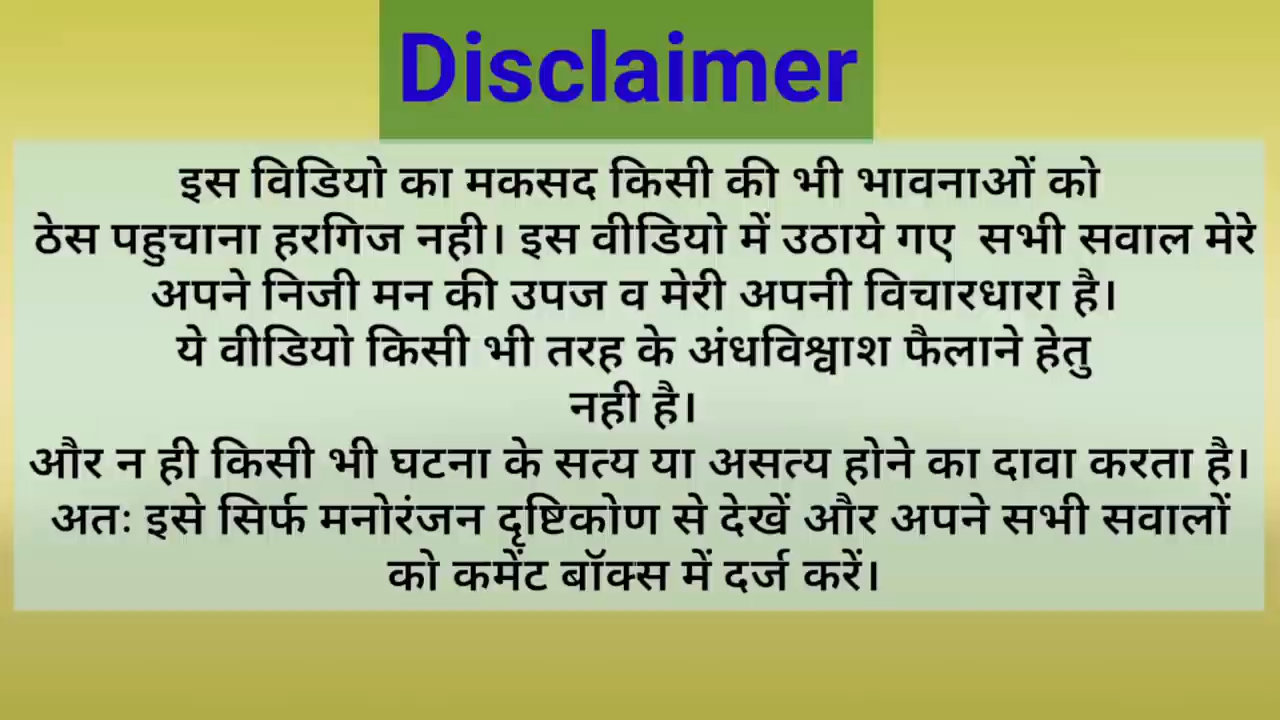 Disclaimer
इस विडियो का मकसद किसी की भी भावनाओं को
ठेस पहुचाना हरगिज नही। इस वीडियो में उठाये गए सभी सवाल मेरे
अपने निजी मन की उपज व मेरी अपनी विचारधारा है।
ये वीडियो किसी भी तरह के अंधविश्वाश फैलाने हेतु
नही है।
और न ही किसी भी घटना के सत्य या असत्य होने का दावा करता है।
अतः इसे सिर्फ मनोरंजन दृष्टिकोण से देखें और अपने सभी सवालों
को कमेंट बॉक्स में दर्ज करें।